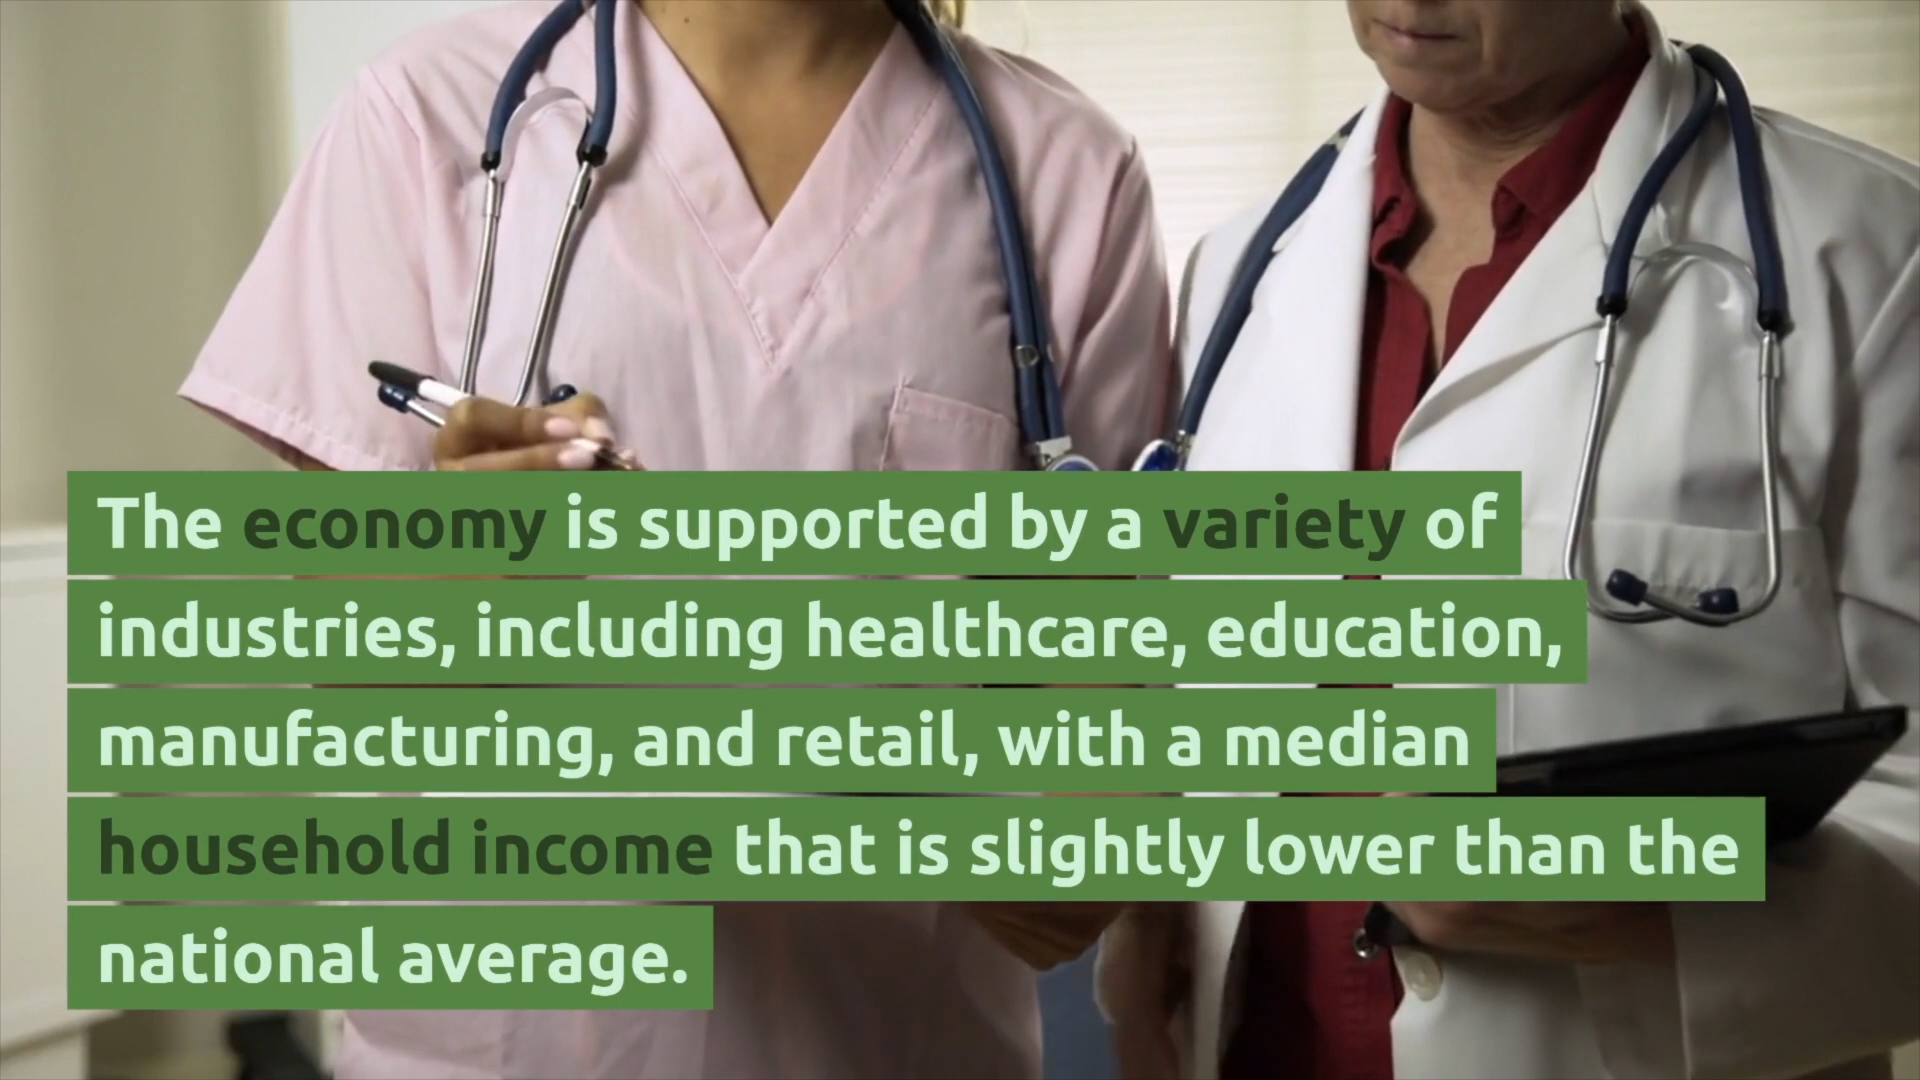 The economy is supported by a variety of
industries, including healthcare, education,
manufacturing, and retail, with a median
household income that is slightly lower than the
national average.